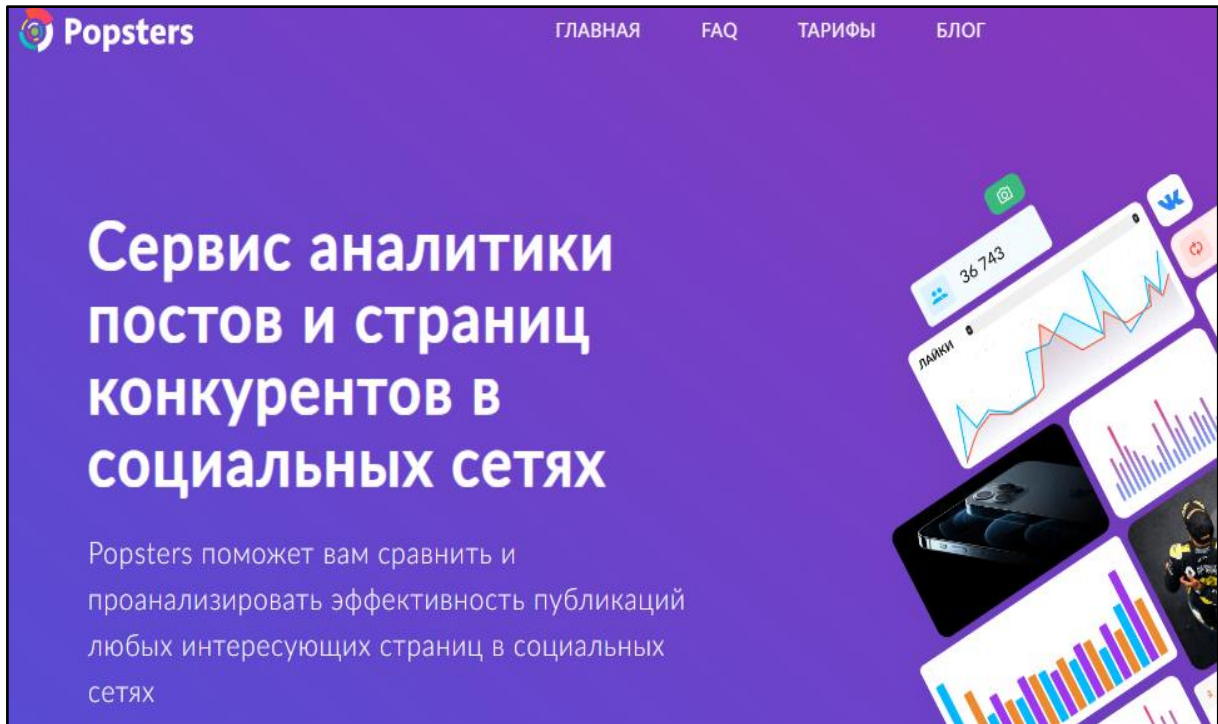 Popsters
ГЛАВНАЯ FAQ ТАРИФЫ БЛОГ
Сервис аналитики
постов и страниц
конкурентов в
социальных сетях
Popsters поможет вам сравнить и
проанализировать эффективность публикаций
любых интересующих страниц в социальных
сетях
36 743
ЛАЙКИ